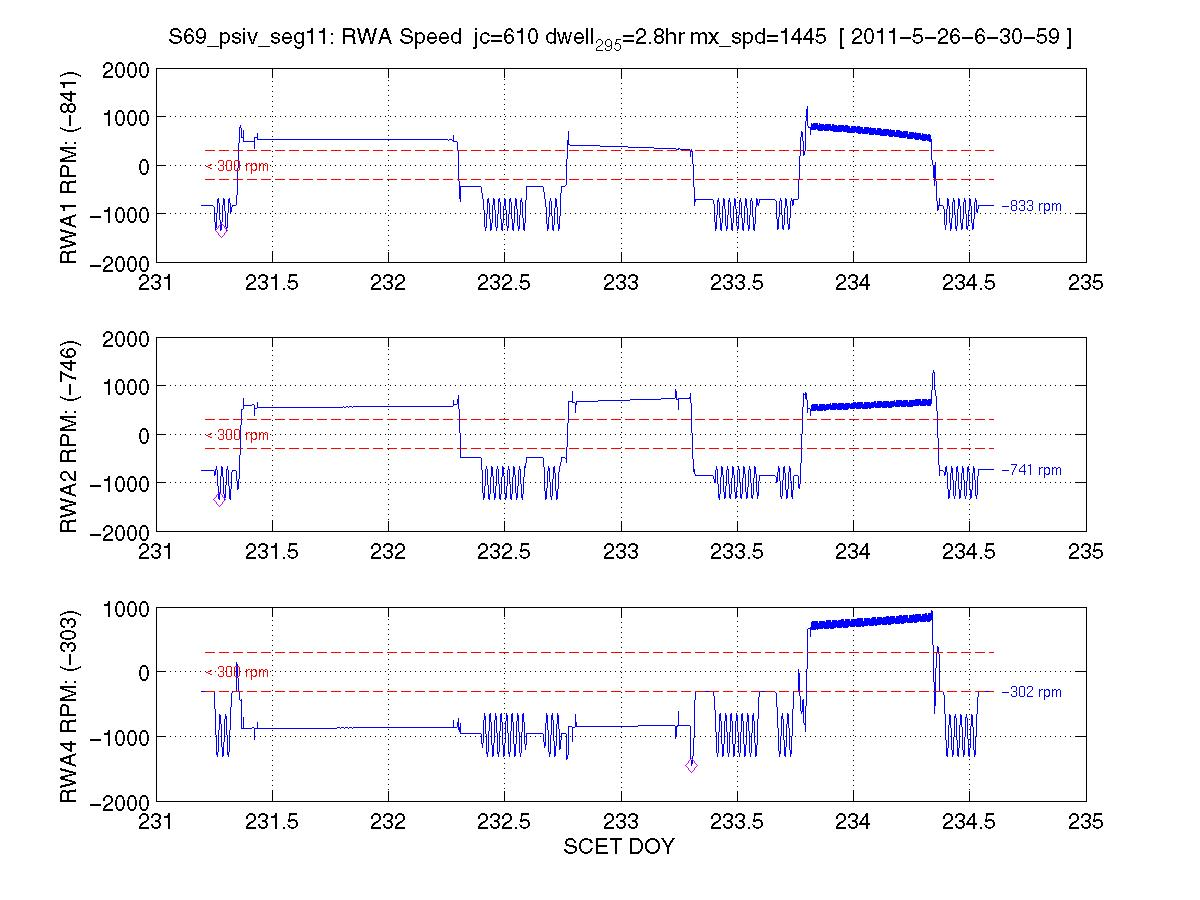 S69_psiv_seg11: RWA Speed jc=610 dwell295=2.8hr mx_spd=1445 [ 2011−5−26−6−30−59 ]
RWA1 RPM: (−841)
2000
1000
0
−1000
−2000
< 300 rpm
−833 rpm
231 231.5 232 232.5 233 233.5 234 234.5 235
RWA2 RPM: (−746)
2000
1000
0
−1000
−2000
< 300 rpm
−741 rpm
231 231.5 232 232.5 233 233.5 234 234.5 235
RWA4 RPM: (−303)
1000
0
−1000
−2000
< 300 rpm
−302 rpm
231 231.5 232 232.5 233 233.5 234 234.5 235
SCET DOY